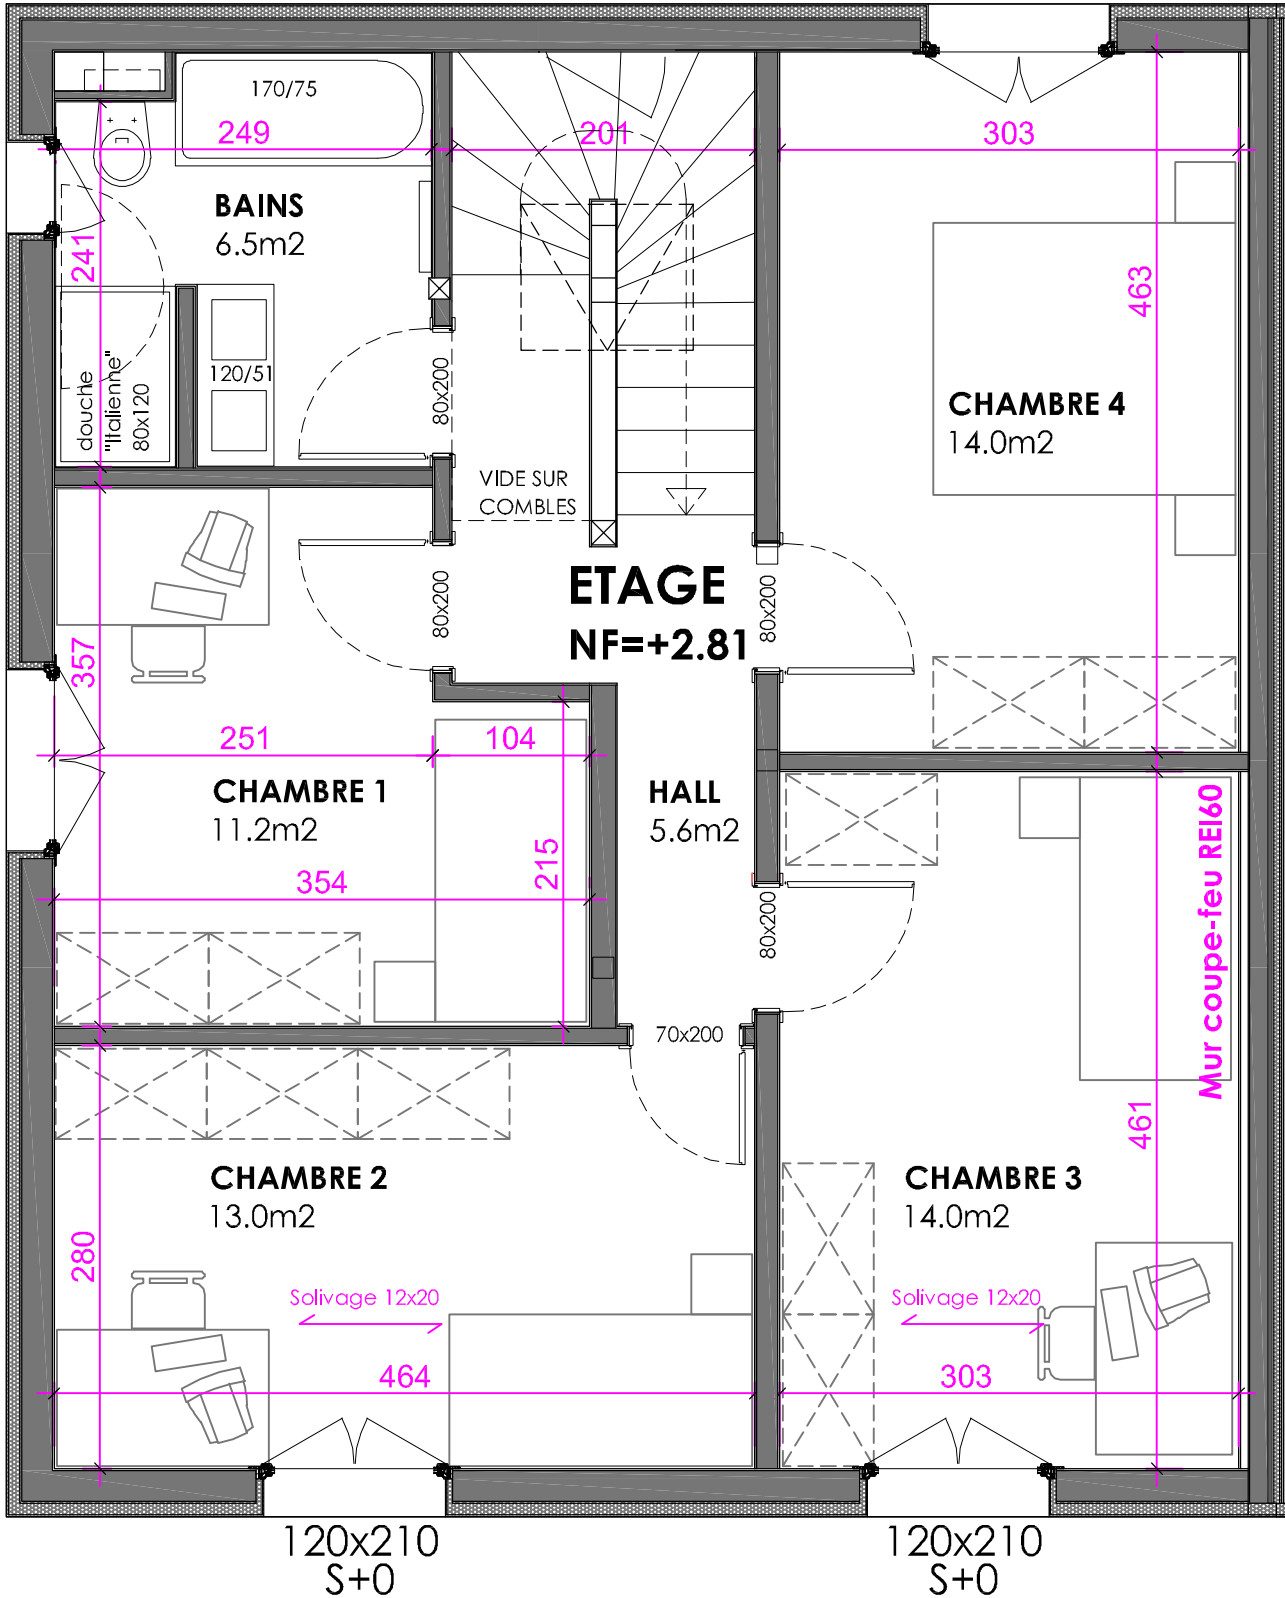 170/75
249
201
303
BAINS
6.5m2
241
463
douche
"Italienne"
80x120
120/51
80x200
CHAMBRE 4
14.0m2
VIDE SUR
COMBLES
ETAGE
NF=+2.81
80x200
80x200
357
251
104
CHAMBRE 1
11.2m2
HALL
5.6m2
215
354
Mur coupe-feu REI60
80x200
70x200
461
CHAMBRE 2
13.0m2
CHAMBRE 3
14.0m2
280
Solivage 12x20
Solivage 12x20
464
303
120x210
S+0
120x210
S+0